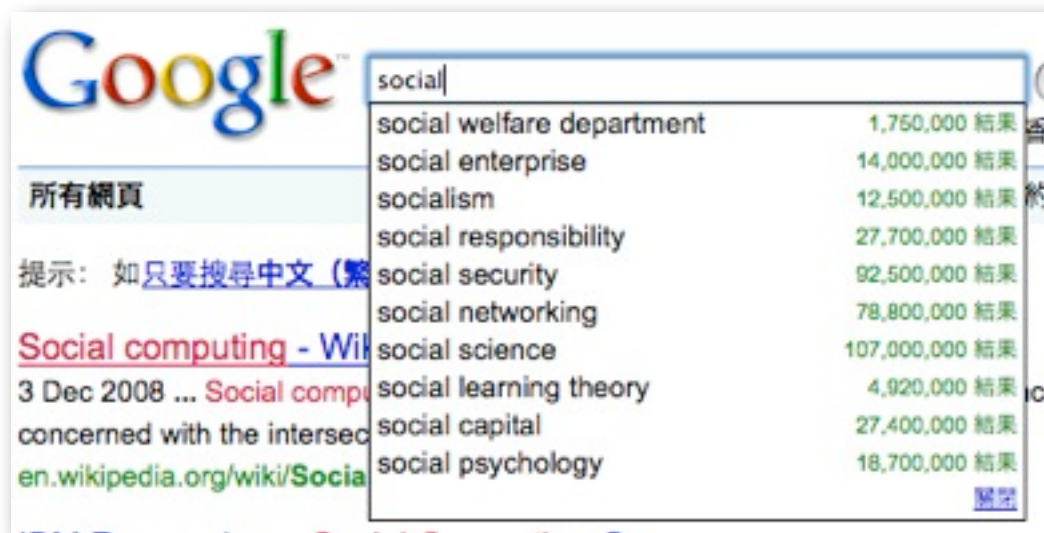 Google™
social
social welfare department 1,750,000 結果
social enterprise 14,000,000 結果
socialism 12,500,000 結果
social responsibility 27,700,000 結果
social security 92,500,000 結果
social networking 78,800,000 結果
social science 107,000,000 結果
social learning theory 4,920,000 結果
social capital 27,400,000 結果
social psychology 18,700,000 結果
關閉
所有網頁
提示: 如只要搜尋中文 (繁
Social computing - Wik
3 Dec 2008 ... Social compu
concerned with the intersec
en.wikipedia.org/wiki/Socia